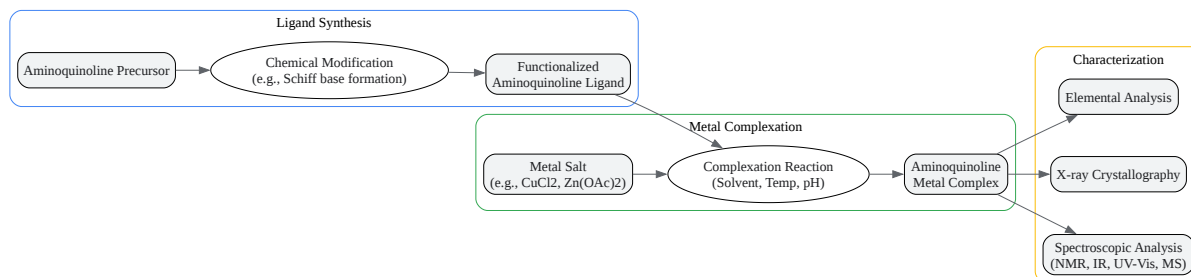 Ligand Synthesis
Aminoquinoline Precursor
Chemical Modification
(e.g., Schiff base formation)
Functionalized
Aminoquinoline Ligand
Metal Complexation
Metal Salt
(e.g., CuCl2, Zn(OAc)2)
Complexation Reaction
(Solvent, Temp, pH)
Aminoquinoline
Metal Complex
Characterization
Elemental Analysis
X-ray Crystallography
Spectroscopic Analysis
(NMR, IR, UV-Vis, MS)